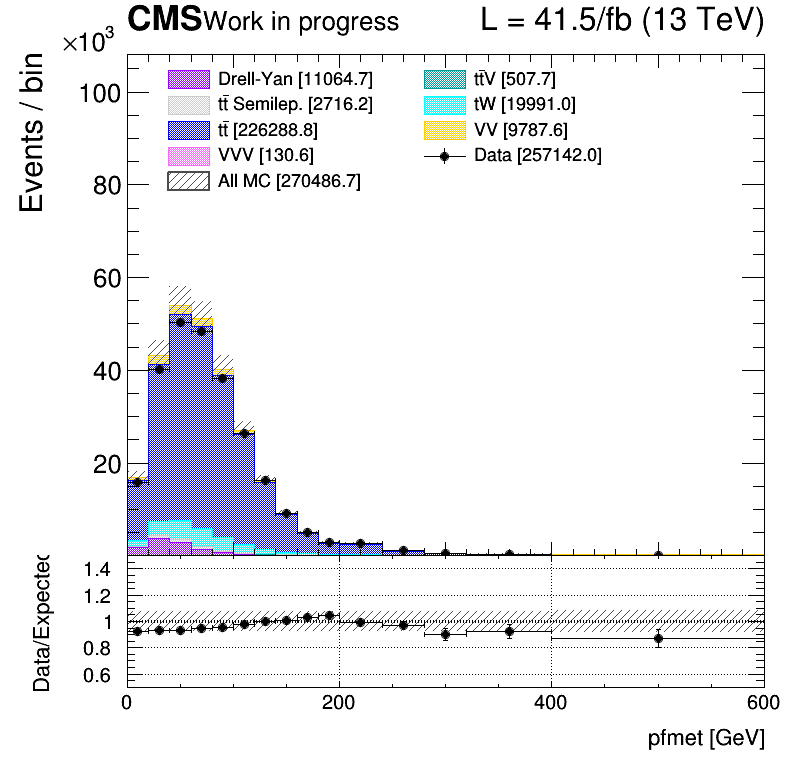 CMS Work in progress L = 41.5/fb (13 TeV)
×10³
Events / bin
Drell-Yan [11064.7]
tt̄ Semilep. [2716.2]
tt̄ [226288.8]
VVV [130.6]
All MC [270486.7]
tt̄V [507.7]
tW [19991.0]
VV [9787.6]
Data [257142.0]
100
80
60
40
20
Data/Expected
1.4
1.2
1
0.8
0.6
0 200 400 600
pfmet [GeV]